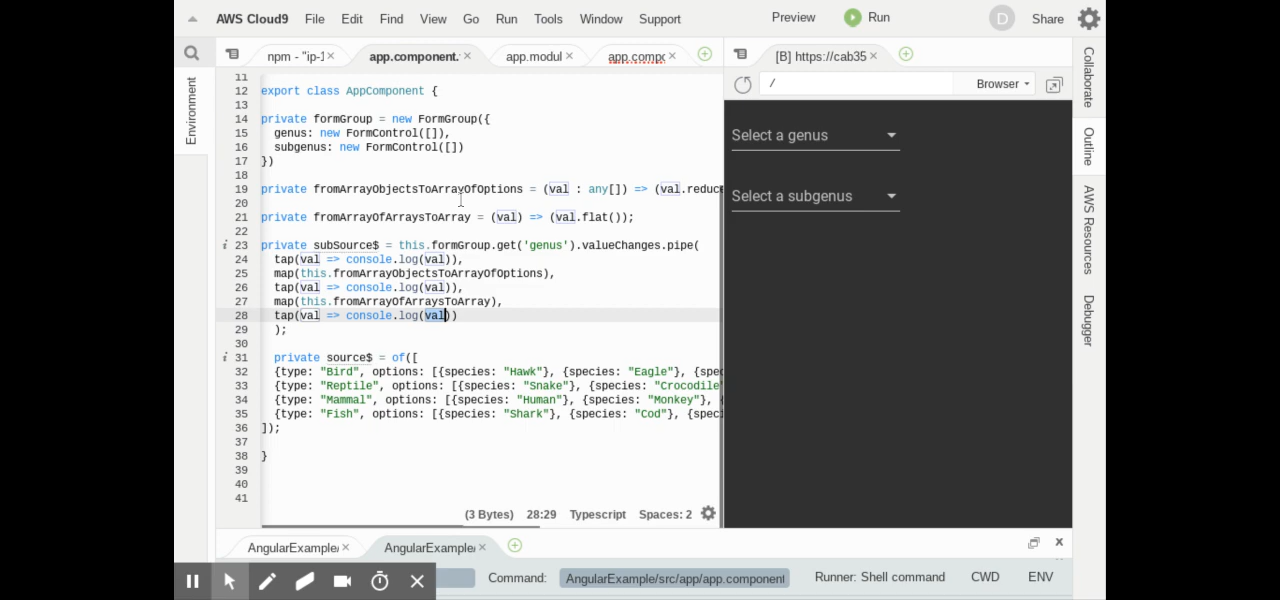 AWS Cloud9 File Edit Find View Go Run Tools Window Support Preview Run D Share
npm - "ip-1 app.component. app.modul app.compo [B] https://cab35
/ Browser
Environment
Collaborate
Outline
AWS Resources
Debugger
11
12 export class AppComponent {
13
14 private formGroup = new FormGroup({
15 genus: new FormControl([]),
16 subgenus: new FormControl([])
17 })
18
19 private fromArrayObjectsToArrayOfOptions = (val : any[]) => (val.reduce
20
21 private fromArrayOfArraysToArray = (val) => (val.flat());
22
23 private subSource$ = this.formGroup.get('genus').valueChanges.pipe(
24 tap(val => console.log(val)),
25 map(this.fromArrayObjectsToArrayOfOptions),
26 tap(val => console.log(val)),
27 map(this.fromArrayOfArraysToArray),
28 tap(val => console.log(val))
29 );
30
31 private source$ = of([
32 {type: "Bird", options: [{species: "Hawk"}, {species: "Eagle"}, {spec
33 {type: "Reptile", options: [{species: "Snake"}, {species: "Crocodile"
34 {type: "Mammal", options: [{species: "Human"}, {species: "Monkey"}, {
35 {type: "Fish", options: [{species: "Shark"}, {species: "Cod"}, {speci
36 ]);
37
38 }
39
40
41
Select a genus
Select a subgenus
(3 Bytes) 28:29 Typescript Spaces: 2
AngularExample/ AngularExample/
Command: AngularExample/src/app/app.component Runner: Shell command CWD ENV